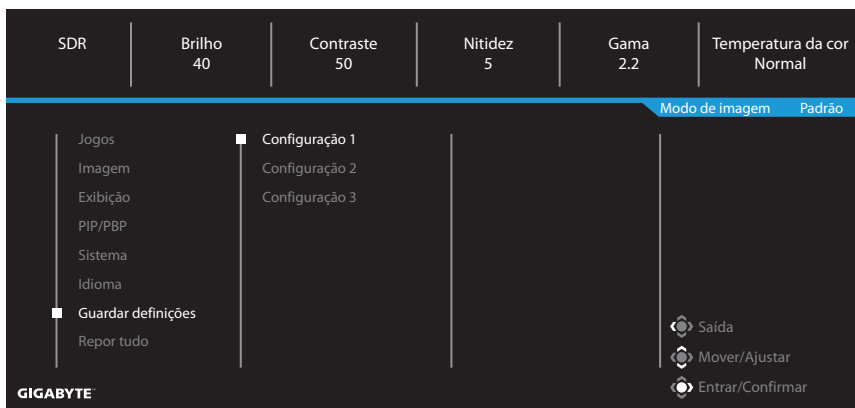 SDR
Brilho
40
Contraste
50
Nitidez
5
Gama
2.2
Temperatura da cor
Normal
Modo de imagem Padrão
Jogos
Imagem
Exibição
PIP/PBP
Sistema
Idioma
Guardar definições
Repor tudo
Configuração 1
Configuração 2
Configuração 3
Saída
Mover/Ajustar
Entrar/Confirmar
GIGABYTE™